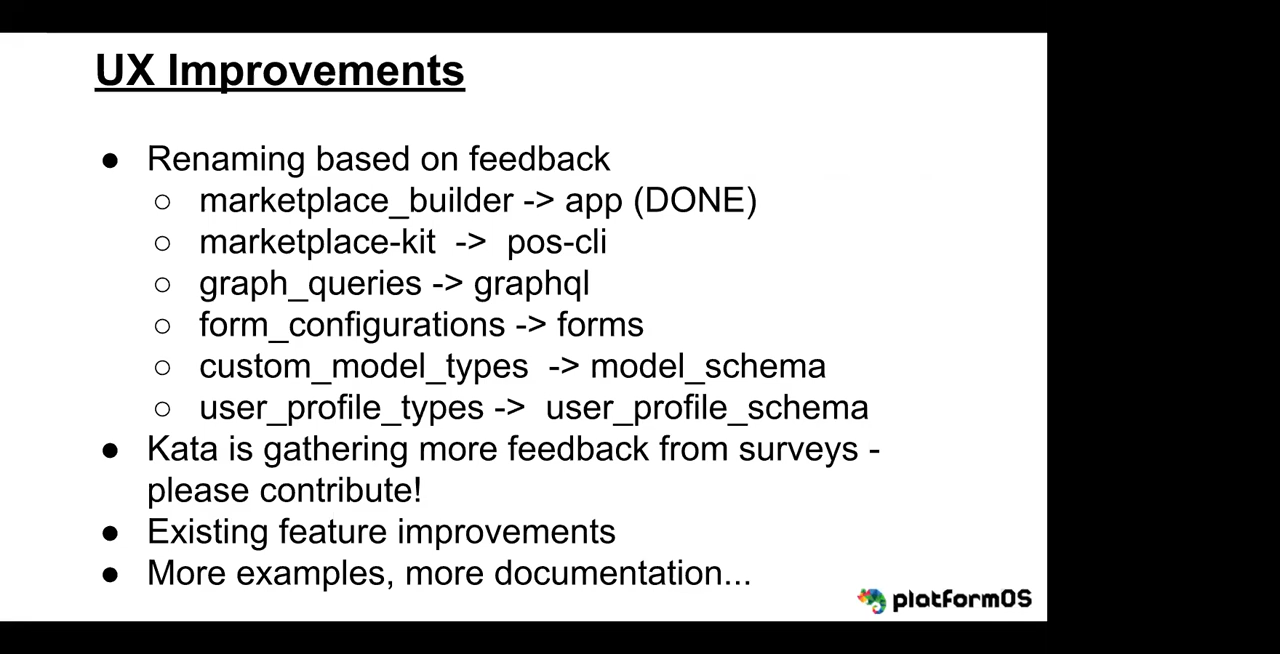 UX Improvements
● Renaming based on feedback
○ marketplace_builder -> app (DONE)
○ marketplace-kit -> pos-cli
○ graph_queries -> graphql
○ form_configurations -> forms
○ custom_model_types -> model_schema
○ user_profile_types -> user_profile_schema
● Kata is gathering more feedback from surveys -
please contribute!
● Existing feature improvements
● More examples, more documentation...
platformOS